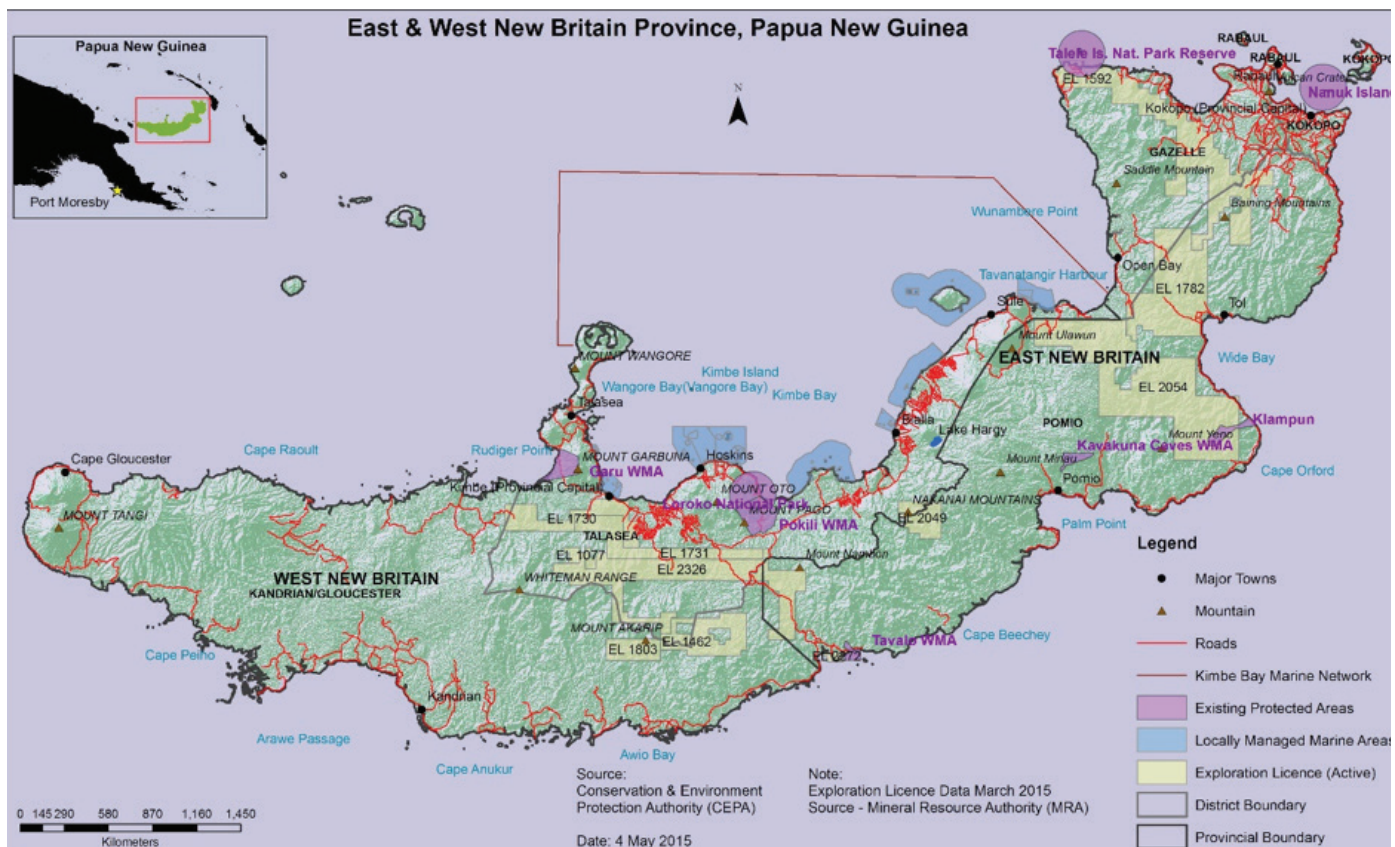 East & West New Britain Province, Papua New Guinea
Papua New Guinea
Port Moresby
RABAUL
Talele Is. Nat. Park Reserve
RABAUL
KOKOPO
EL 1592
Nanuk Island
Kokopo (Provincial Capital)
KOKOPO
GAZELLE
Saddle Mountain
Baining Mountains
Wunambere Point
Open Bay
Tavanatangir Harbour
EL 1782
Sule
Tol
Mount Ulawun
MOUNT WANGORE
EAST NEW BRITAIN
Wide Bay
Kimbe Island
Wangore Bay(Vangore Bay)
Kimbe Bay
EL 2054
Talasea
Klampun
Bialla
POMIO
Mount Yeno
Lake Hargy
Kavakuna Caves WMA
Cape Raoult
Rudiger Point
MOUNT GARBUNA
Hoskins
Cape Gloucester
Garu WMA
Mount Minau
Cape Orford
Kimbe (Provincial Capital)
MOUNT OTO
Pomio
Loroko National Park
NAKANAI MOUNTAINS
MOUNT PAGO
MOUNT TANGI
EL 1730
EL 2049
Palm Point
Pokili WMA
TALASEA
EL 1077
EL 1731
Mount Nambon
EL 2326
WHITEMAN RANGE
WEST NEW BRITAIN
KANDRIAN/GLOUCESTER
MOUNT AKARIP
EL 1462
EL 1803
Tavalo WMA
Cape Beechey
Cape Peiho
Kandrian
Arawe Passage
Awio Bay
Cape Anukur
Legend
Major Towns
Mountain
Roads
Kimbe Bay Marine Network
Existing Protected Areas
Locally Managed Marine Areas
Exploration Licence (Active)
District Boundary
Provincial Boundary
Source:
Conservation & Environment
Protection Authority (CEPA)
Date: 4 May 2015
Note:
Exploration Licence Data March 2015
Source - Mineral Resource Authority (MRA)
0 145 290 580 870 1,160 1,450
Kilometers